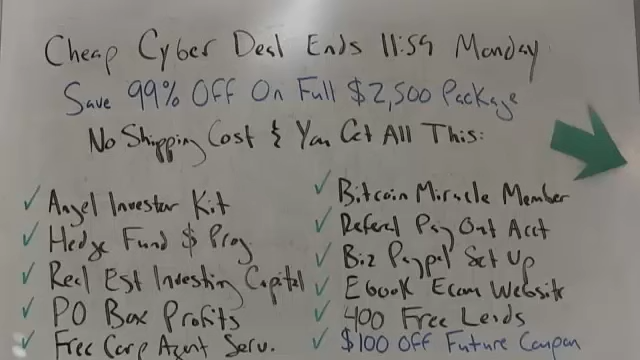 Cheap Cyber Deal Ends 11:59 Monday
Save 99% Off On Full $2,500 Package
No Shipping Cost & You Get All This:
✓ Angel Investor Kit
✓ Hedge Fund $ Prog
✓ Real Est Investing Capital
✓ PO Box Profits
✓ Free Corp Agent Serv.
✓ Bitcoin Miracle Member
✓ Referal Pay Out Acct
✓ Biz Paypal Set Up
✓ Ebook Ecom Website
✓ 400 Free Leads
✓ $100 Off Future Coupon